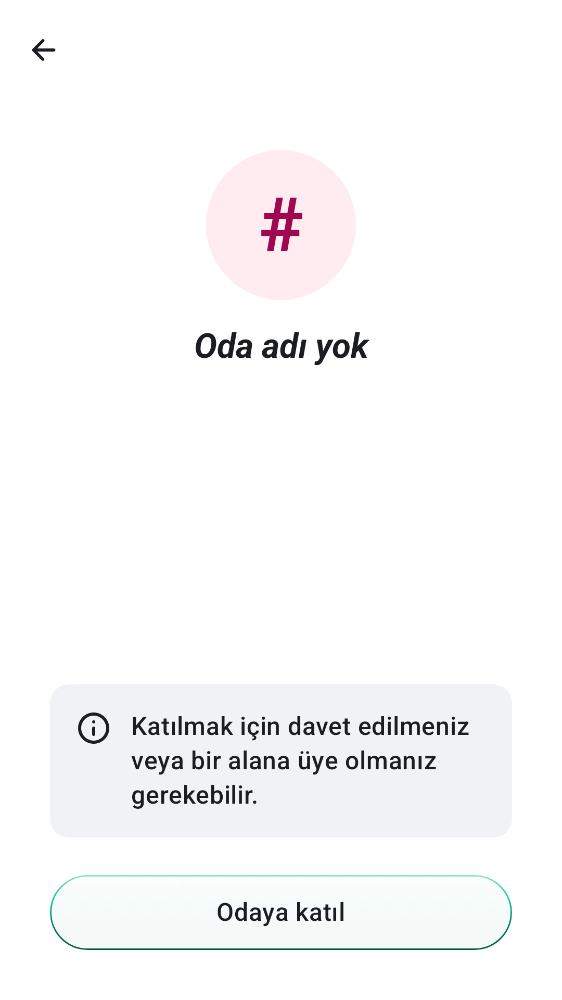 #
Oda adı yok
Katılmak için davet edilmeniz
veya bir alana üye olmanız
gerekebilir.
Odaya katıl